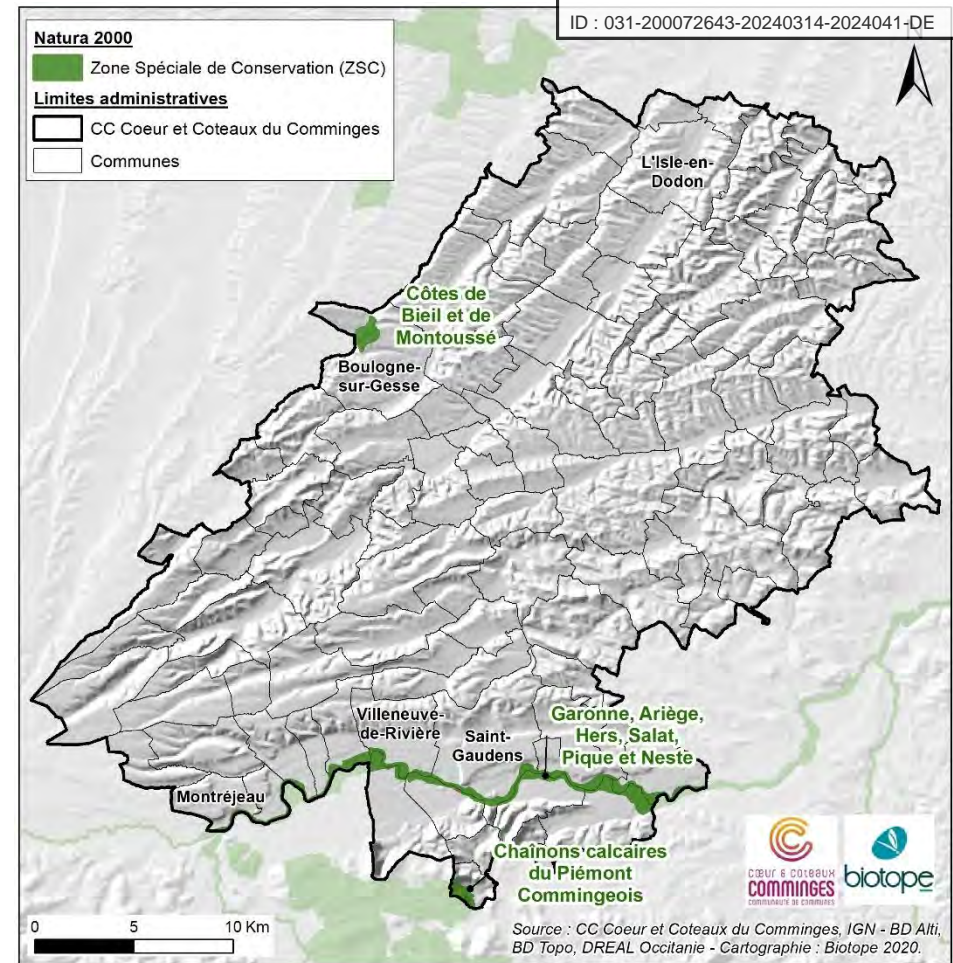 ID : 031-200072643-20240314-2024041-DE
Natura 2000
Zone Spéciale de Conservation (ZSC)
Limites administratives
CC Coeur et Coteaux du Comminges
Communes
L'Isle-en-
Dodon
Côtes de
Bieil et de
Montoussé
Boulogne-
sur-Gesse
Villeneuve-
de-Rivière
Saint-
Gaudens
Garonne, Ariège,
Hers, Salat,
Pique et Neste
Montréjeau
Chaînons calcaires
du Piémont
Commingeois
CŒUR & COTEAUX
COMMINGES
COMMUNAUTÉ DE COMMUNES
biotope
0 5 10 Km
Source : CC Coeur et Coteaux du Comminges, IGN - BD Alti,
BD Topo, DREAL Occitanie - Cartographie : Biotope 2020.